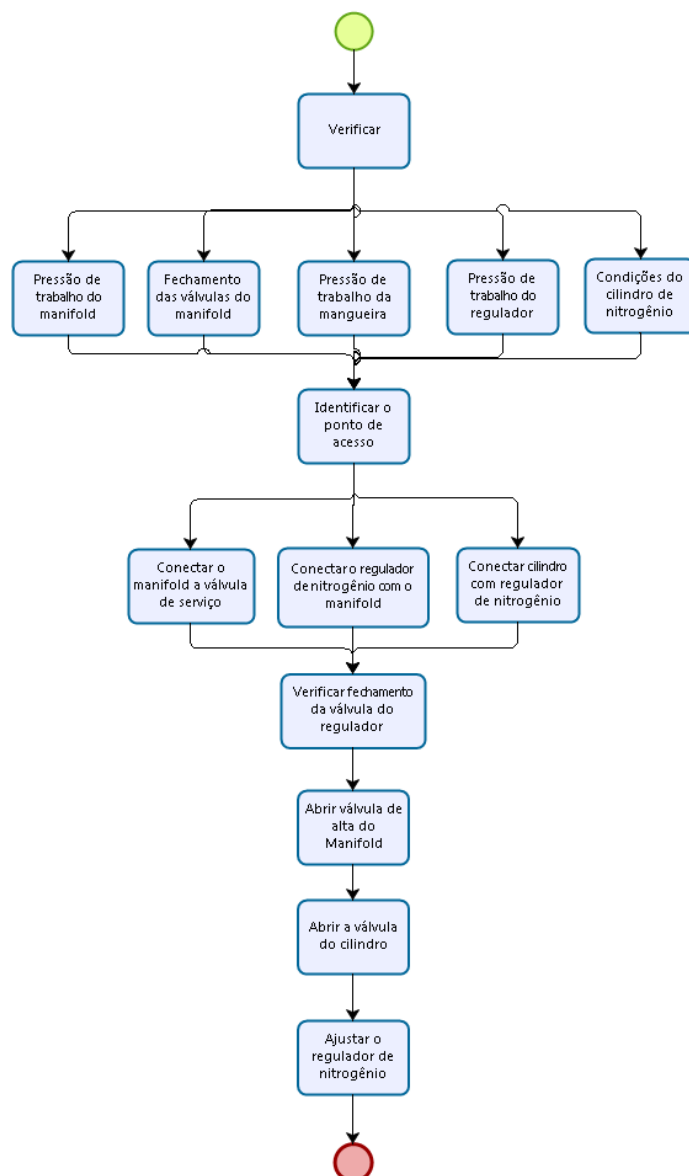 Verificar
Pressão de
trabalho do
manifold
Fechamento
das válvulas do
manifold
Pressão de
trabalho da
mangueira
Pressão de
trabalho do
regulador
Condições do
cilindro de
nitrogênio
Identificar o
ponto de
acesso
Conectar o
manifold a válvula
de serviço
Conectar o regulador
de nitrogênio com o
manifold
Conectar cilindro
com regulador
de nitrogênio
Verificar fechamento
da válvula do
regulador
Abrir válvula de
alta do
Manifold
Abrir a válvula
do cilindro
Ajustar o
regulador de
nitrogênio